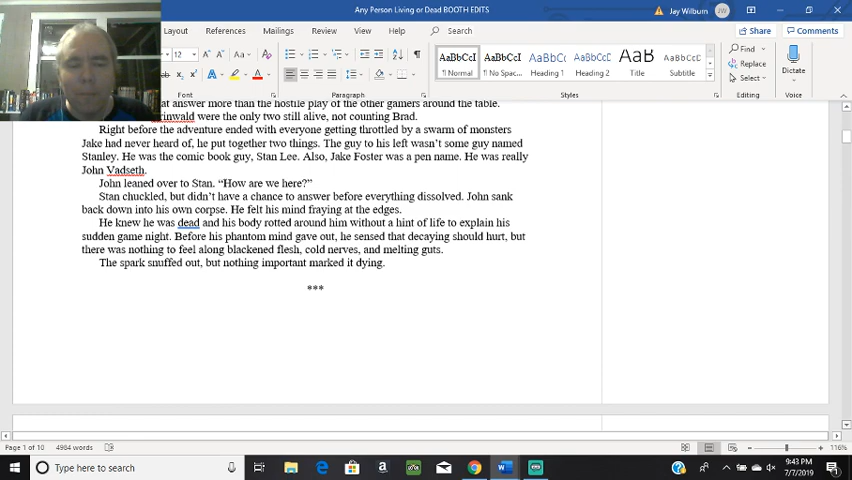 Any Person Living or Dead BOOTH EDITS
Jay Wilburn
JW
Layout References Mailings Review View Help Search
Share Comments
12 Aa
AaBbCcI AaBbCcI AaBbCc AaBbCcI AaB AaBbCcI
¶ Normal ¶ No Spac... Heading 1 Heading 2 Title Subtitle
Find
Replace
Select
Dictate
Font Paragraph Styles Editing Voice
at answer more than the hostile play of the other gamers around the table.
were the only two still alive, not counting Brad.
Right before the adventure ended with everyone getting throttled by a swarm of monsters
Jake had never heard of, he put together two things. The guy to his left wasn't some guy named
Stanley. He was the comic book guy, Stan Lee. Also, Jake Foster was a pen name. He was really
John Vadseth.
John leaned over to Stan. “How are we here?”
Stan chuckled, but didn't have a chance to answer before everything dissolved. John sank
back down into his own corpse. He felt his mind fraying at the edges.
He knew he was dead and his body rotted around him without a hint of life to explain his
sudden game night. Before his phantom mind gave out, he sensed that decaying should hurt, but
there was nothing to feel along blackened flesh, cold nerves, and melting guts.
The spark snuffed out, but nothing important marked it dying.
***
Page 1 of 10 4984 words
116%
Type here to search
9:43 PM
7/7/2019